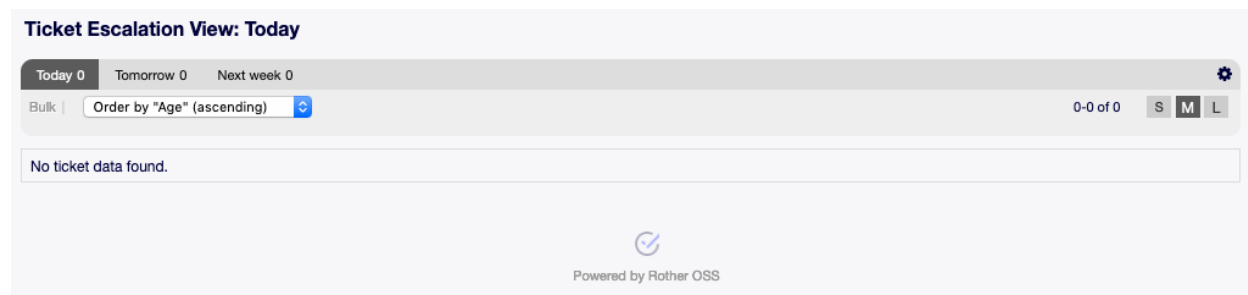 Ticket Escalation View: Today
Today 0 Tomorrow 0 Next week 0
Bulk | Order by "Age" (ascending) 0-0 of 0 S M L
No ticket data found.
Powered by Rother OSS